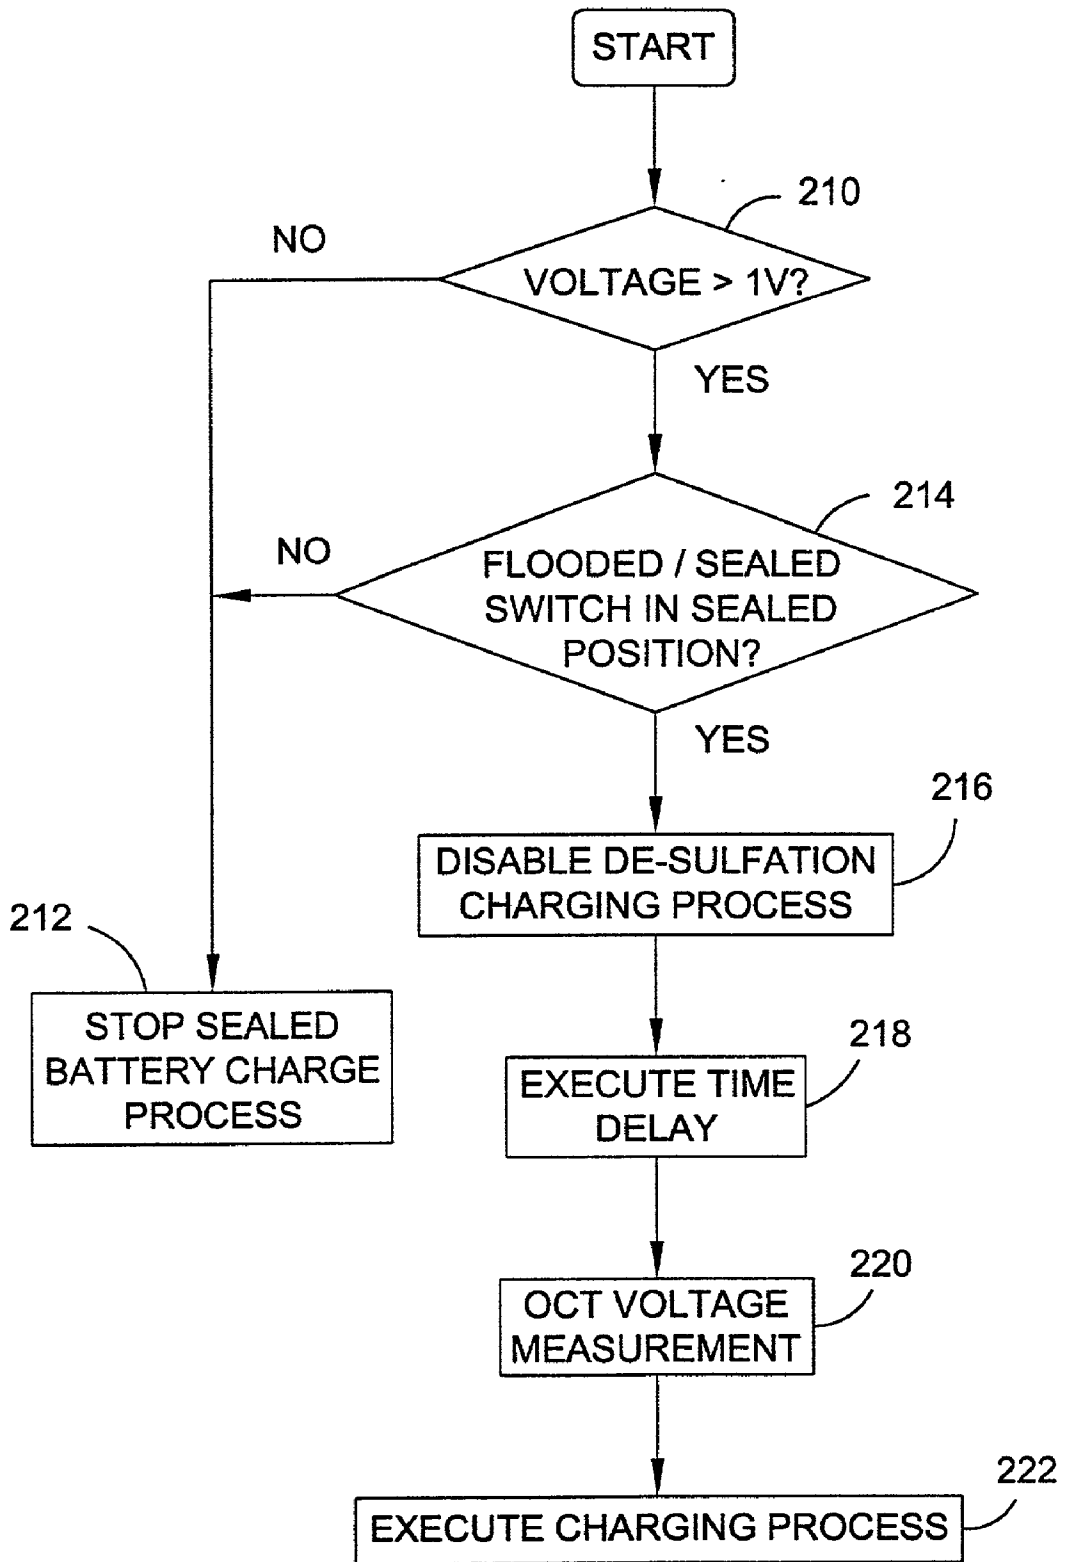 START
210
NO
VOLTAGE > 1V?
YES
214
NO
FLOODED / SEALED
SWITCH IN SEALED
POSITION?
YES
216
DISABLE DE-SULFATION
CHARGING PROCESS
212
STOP SEALED
BATTERY CHARGE
PROCESS
218
EXECUTE TIME
DELAY
220
OCT VOLTAGE
MEASUREMENT
222
EXECUTE CHARGING PROCESS